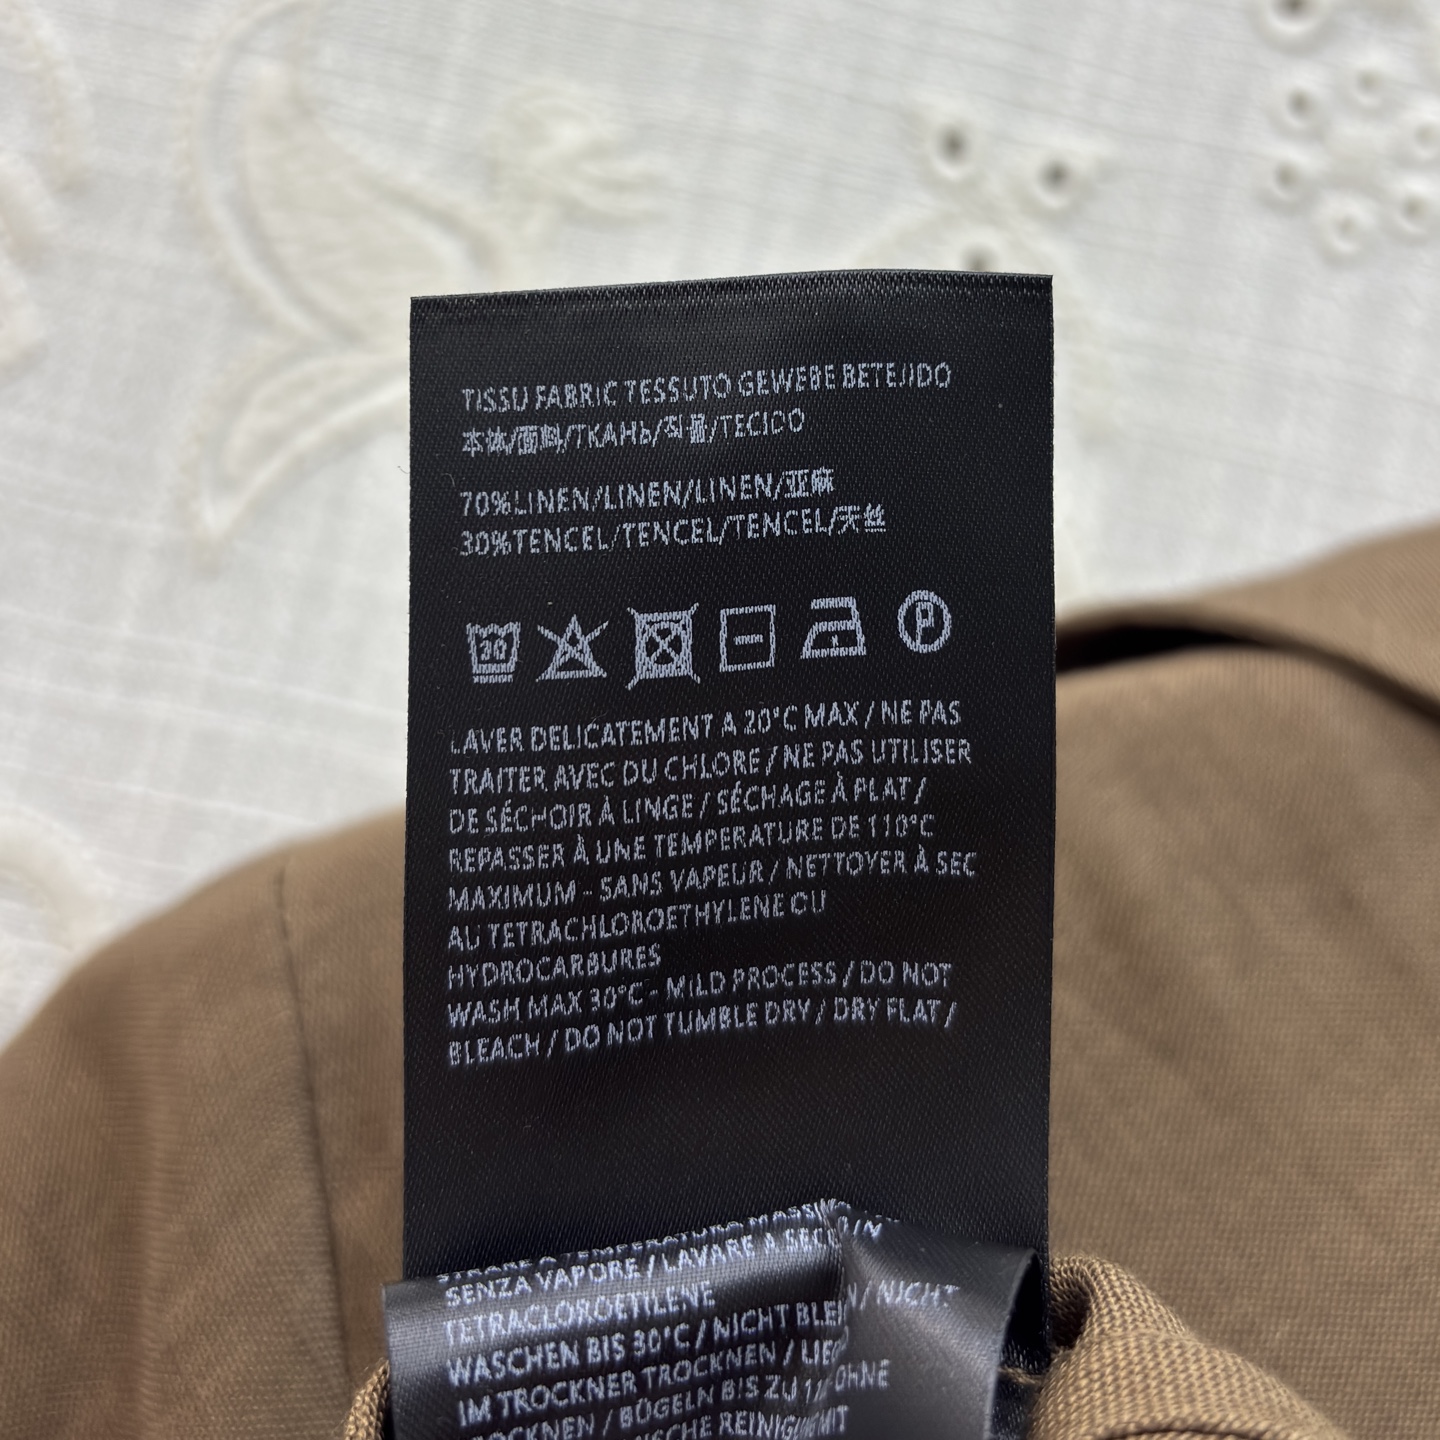 TISSU FABRIC TESSUTO GEWEBE BETEJIDO
本体/面料/ТКАНЬ/직물/TECIDO
70%LINEN/LINEN/LINEN/亚麻
30%TENCEL/TENCEL/TENCEL/天丝
30
P
LAVER DELICATEMENT A 20°C MAX / NE PAS
TRAITER AVEC DU CHLORE / NE PAS UTILISER
DE SÉCHOIR À LINGE / SÉCHAGE À PLAT /
REPASSER À UNE TEMPERATURE DE 110°C
MAXIMUM - SANS VAPEUR / NETTOYER À SEC
AU TETRACHLOROETHYLENE OU
HYDROCARBURES
WASH MAX 30°C - MILD PROCESS / DO NOT
BLEACH / DO NOT TUMBLE DRY / DRY FLAT /
A TEMPERATURA
SENZA VAPORE / LAVARE A
TETRACLOROETILENE
WASCHEN BIS 30°C / NICHT / NICHT
IM TROCKNER TROCKNEN /
/ BÜGELN BIS ZU OHNE